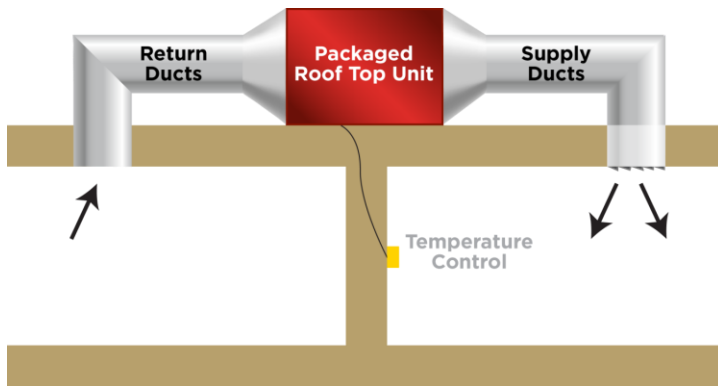 Return
Ducts
Packaged
Roof Top Unit
Supply
Ducts
Temperature
Control